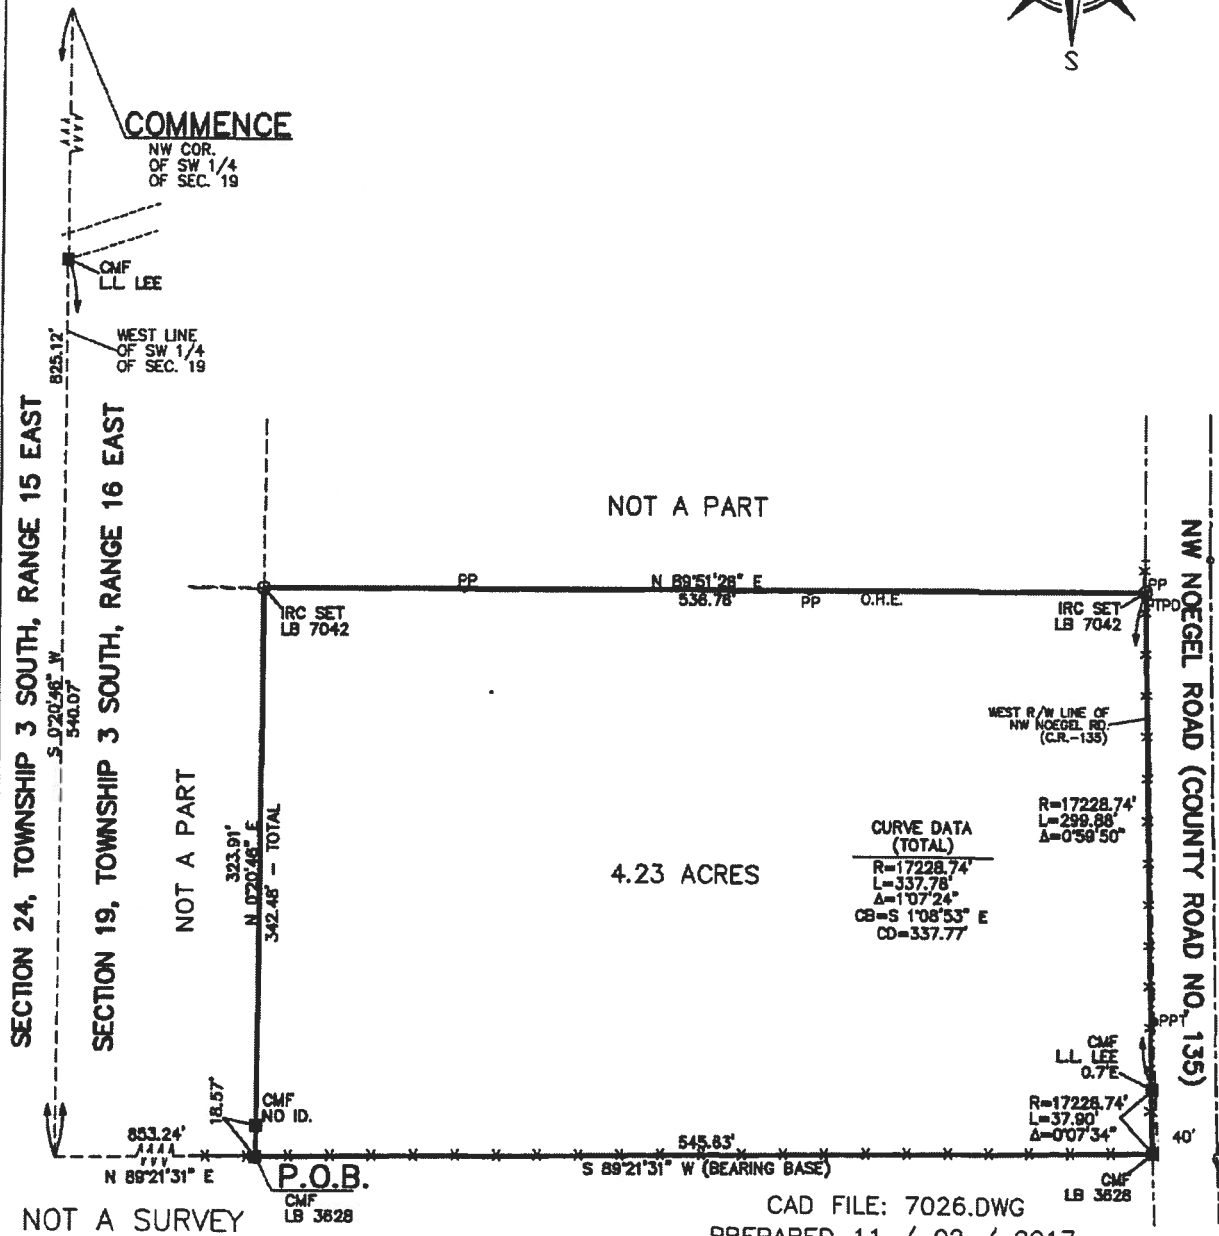 S
COMMENCE
NW COR.
OF SW 1/4
OF SEC. 19
CMF
L.L. LEE
WEST LINE
OF SW 1/4
OF SEC. 19
825.12'
S 0°20'46" W
540.07'
SECTION 24, TOWNSHIP 3 SOUTH, RANGE 15 EAST
SECTION 19, TOWNSHIP 3 SOUTH, RANGE 16 EAST
NOT A PART
NOT A PART
PP
N 89°51'28" E
536.78'
PP
O.H.E.
IRC SET
LB 7042
IRC SET
LB 7042
PP
TPD
WEST R/W LINE OF
NW NOEGEL RD.
(C.R.-135)
NW NOEGEL ROAD (COUNTY ROAD NO. 135)
R=17228.74'
L=299.88'
Δ=0°59'50"
323.91'
N 0°20'46" E
342.48' - TOTAL
4.23 ACRES
CURVE DATA
(TOTAL)
R=17228.74'
L=337.78'
Δ=1°07'24"
CB=S 1°08'53" E
CD=337.77'
PPT
CMF
L.L. LEE
0.7'E
R=17228.74'
L=37.90'
Δ=0°07'34"
40'
18.57'
CMF
NO ID.
853.24'
N 89°21'31" E
P.O.B.
CMF
LB 3628
545.83'
S 89°21'31" W (BEARING BASE)
CMF
LB 3628
NOT A SURVEY
CAD FILE: 7026.DWG
PREPARED 11 / 02 / 2017